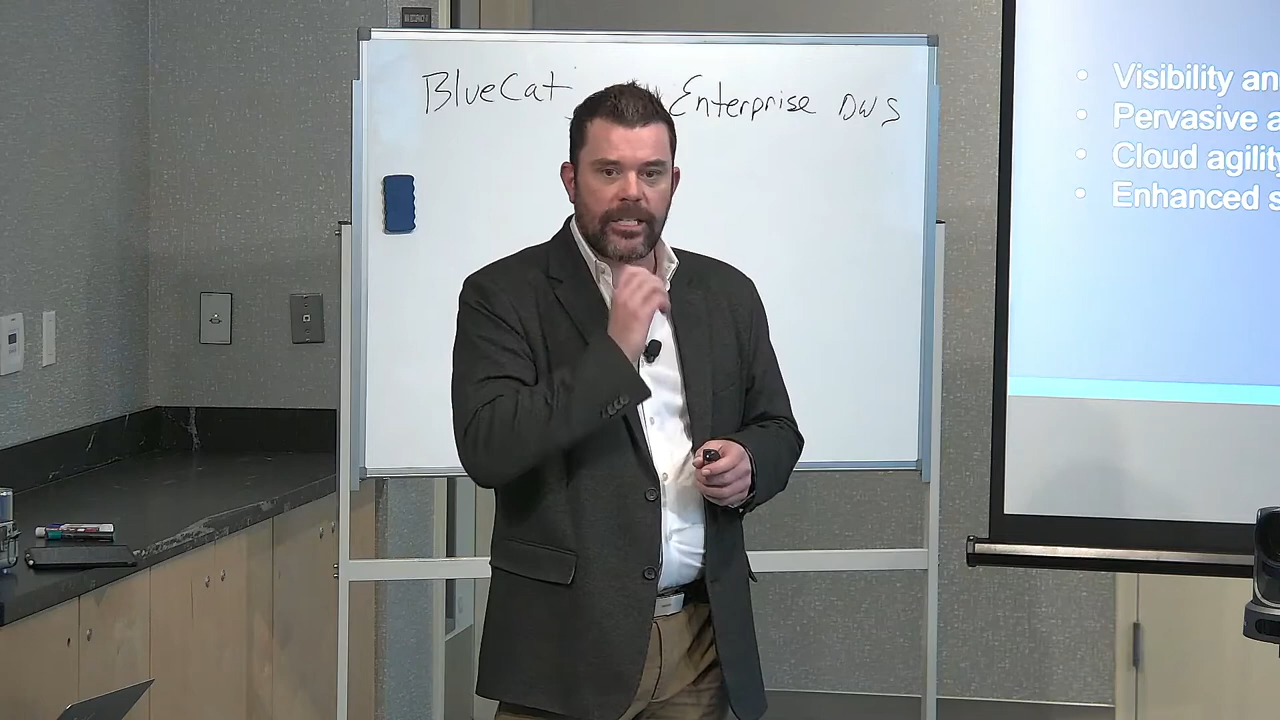 BlueCat Enterprise DNS
Visibility an
Pervasive a
Cloud agility
Enhanced s